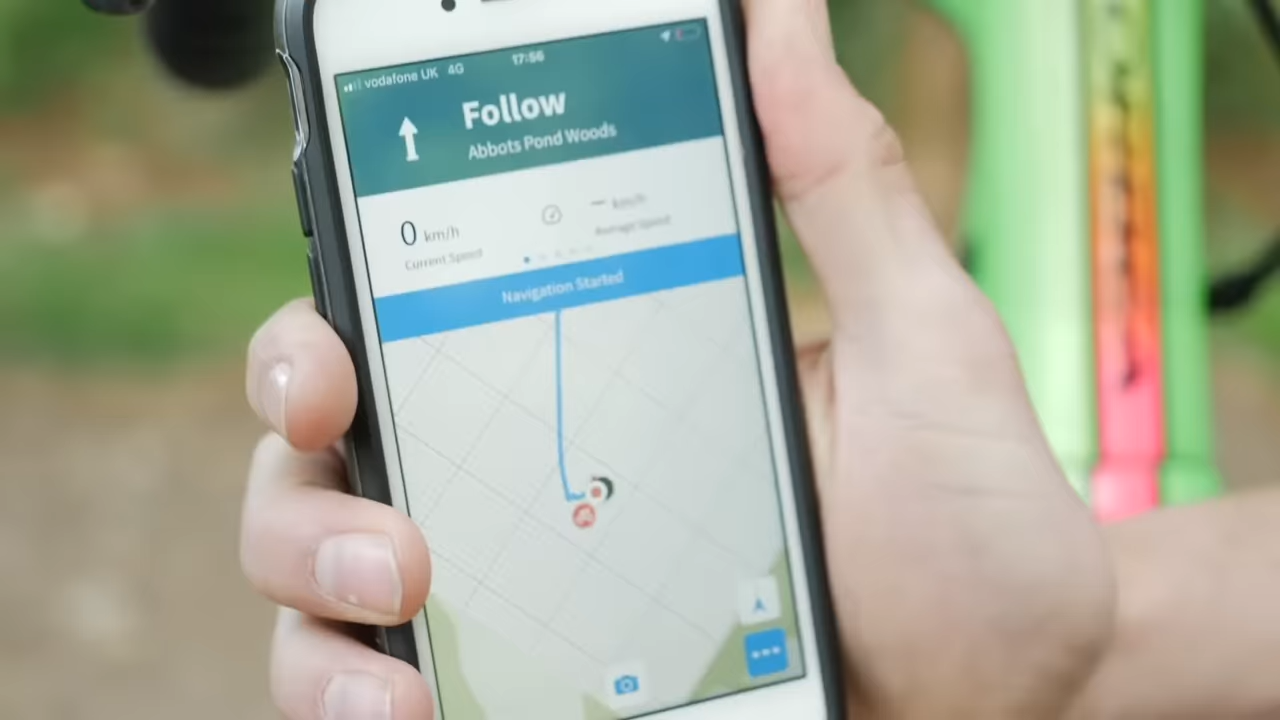 vodafone UK 4G 17:56
Follow
Abbots Pond Woods
0 km/h
— km/h
Current Speed
Average Speed
Navigation Started